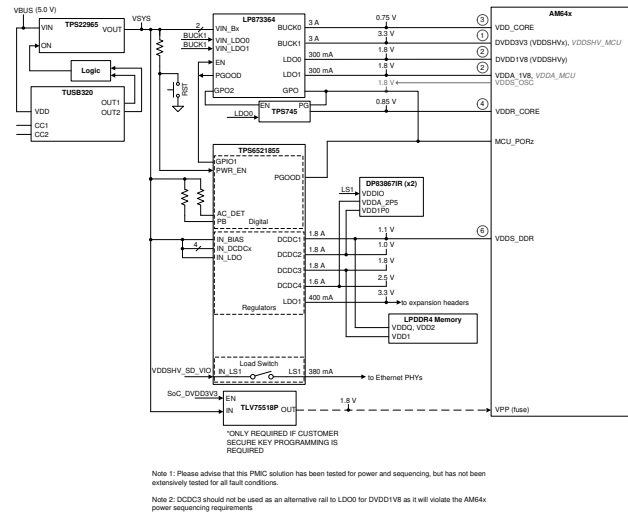 VBUS (5.0 V)
TPS22965
VIN
VOUT
ON
VSYS
Logic
TUSB320
OUT1
OUT2
VDD
CC1
CC2
RST
LP873364
2
VIN_Bx
BUCK1
VIN_LDO0
BUCK1
VIN_LDO1
EN
PGOOD
GPO2
BUCK0
3 A
0.75 V
BUCK1
3 A
3.3 V
LDO0
300 mA
1.8 V
LDO1
300 mA
1.8 V
GPO
1.8 V
EN
PG
TPS745
LDO0
0.85 V
AM64x
3
VDD_CORE
1
DVDD3V3 (VDDSHVx), VDDSHV_MCU
2
DVDD1V8 (VDDSHVy)
2
VDDA_1V8, VDDA_MCU
VDDS_OSC
4
VDDR_CORE
MCU_PORz
TPS6521855
GPIO1
PWR_EN
PGOOD
AC_DET
PB
Digital
DP83867IR (x2)
LS1
VDDIO
VDDA_2P5
VDD1P0
IN_BIAS
4
IN_DCDCx
IN_LDO
DCDC1
1.8 A
1.1 V
6
VDDS_DDR
DCDC2
1.8 A
1.0 V
DCDC3
1.8 A
1.8 V
DCDC4
1.6 A
2.5 V
LDO1
400 mA
3.3 V
to expansion headers
Regulators
LPDDR4 Memory
VDDQ, VDD2
VDD1
Load Switch
VDDSHV_SD_VIO
IN_LS1
LS1
380 mA
to Ethernet PHYs
SoC_DVDD3V3
EN
IN
OUT
TLV75518P
1.8 V
VPP (fuse)
*ONLY REQUIRED IF CUSTOMER
SECURE KEY PROGRAMMING IS
REQUIRED
Note 1: Please advise that this PMIC solution has been tested for power and sequencing, but has not been
extensively tested for all fault conditions.
Note 2: DCDC3 should not be used as an alternative rail to LDO0 for DVDD1V8 as it will violate the AM64x
power sequencing requirements